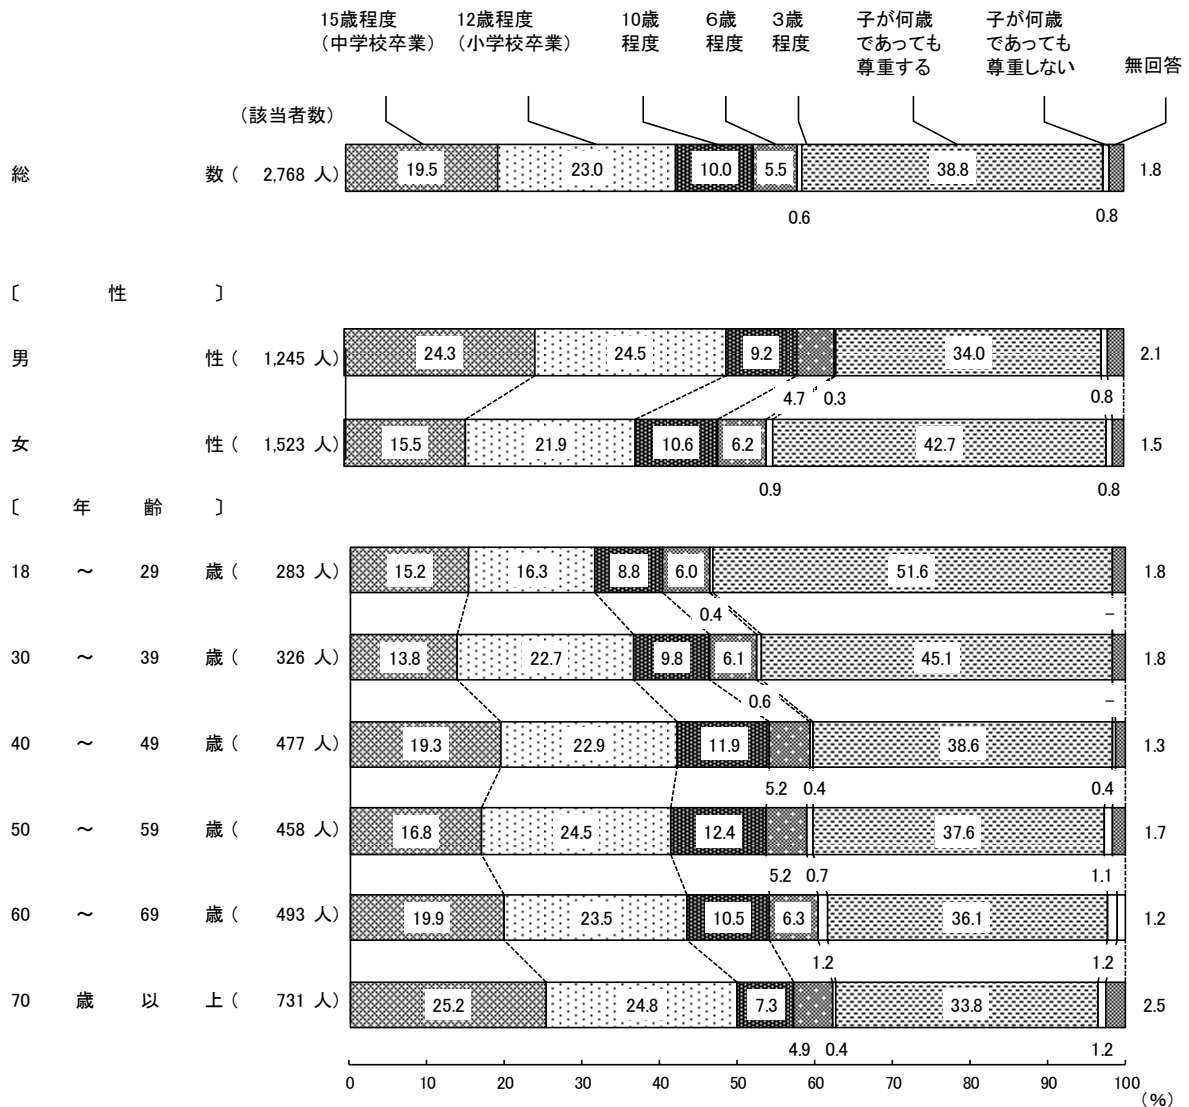 15歳程度 12歳程度 10歳 6歳 3歳 子が何歳 子が何歳
（中学校卒業） （小学校卒業） 程度 程度 程度 であっても であっても
尊重する 尊重しない 無回答
（該当者数）
総 数（ 2,768 人） 19.5 23.0 10.0 5.5 38.8 1.8
0.6 0.8
〔 性 〕
男 性（ 1,245 人） 24.3 24.5 9.2 34.0 2.1
4.7 0.3 0.8
女 性（ 1,523 人） 15.5 21.9 10.6 6.2 42.7 1.5
0.9 0.8
〔 年 齢 〕
18 ～ 29 歳（ 283 人） 15.2 16.3 8.8 6.0 51.6 1.8
0.4 －
30 ～ 39 歳（ 326 人） 13.8 22.7 9.8 6.1 45.1 1.8
0.6 －
40 ～ 49 歳（ 477 人） 19.3 22.9 11.9 38.6 1.3
5.2 0.4 0.4
50 ～ 59 歳（ 458 人） 16.8 24.5 12.4 37.6 1.7
5.2 0.7 1.1
60 ～ 69 歳（ 493 人） 19.9 23.5 10.5 6.3 36.1 1.2
1.2 1.2
70 歳 以 上（ 731 人） 25.2 24.8 7.3 33.8 2.5
4.9 0.4 1.2
0 10 20 30 40 50 60 70 80 90 100
（％）